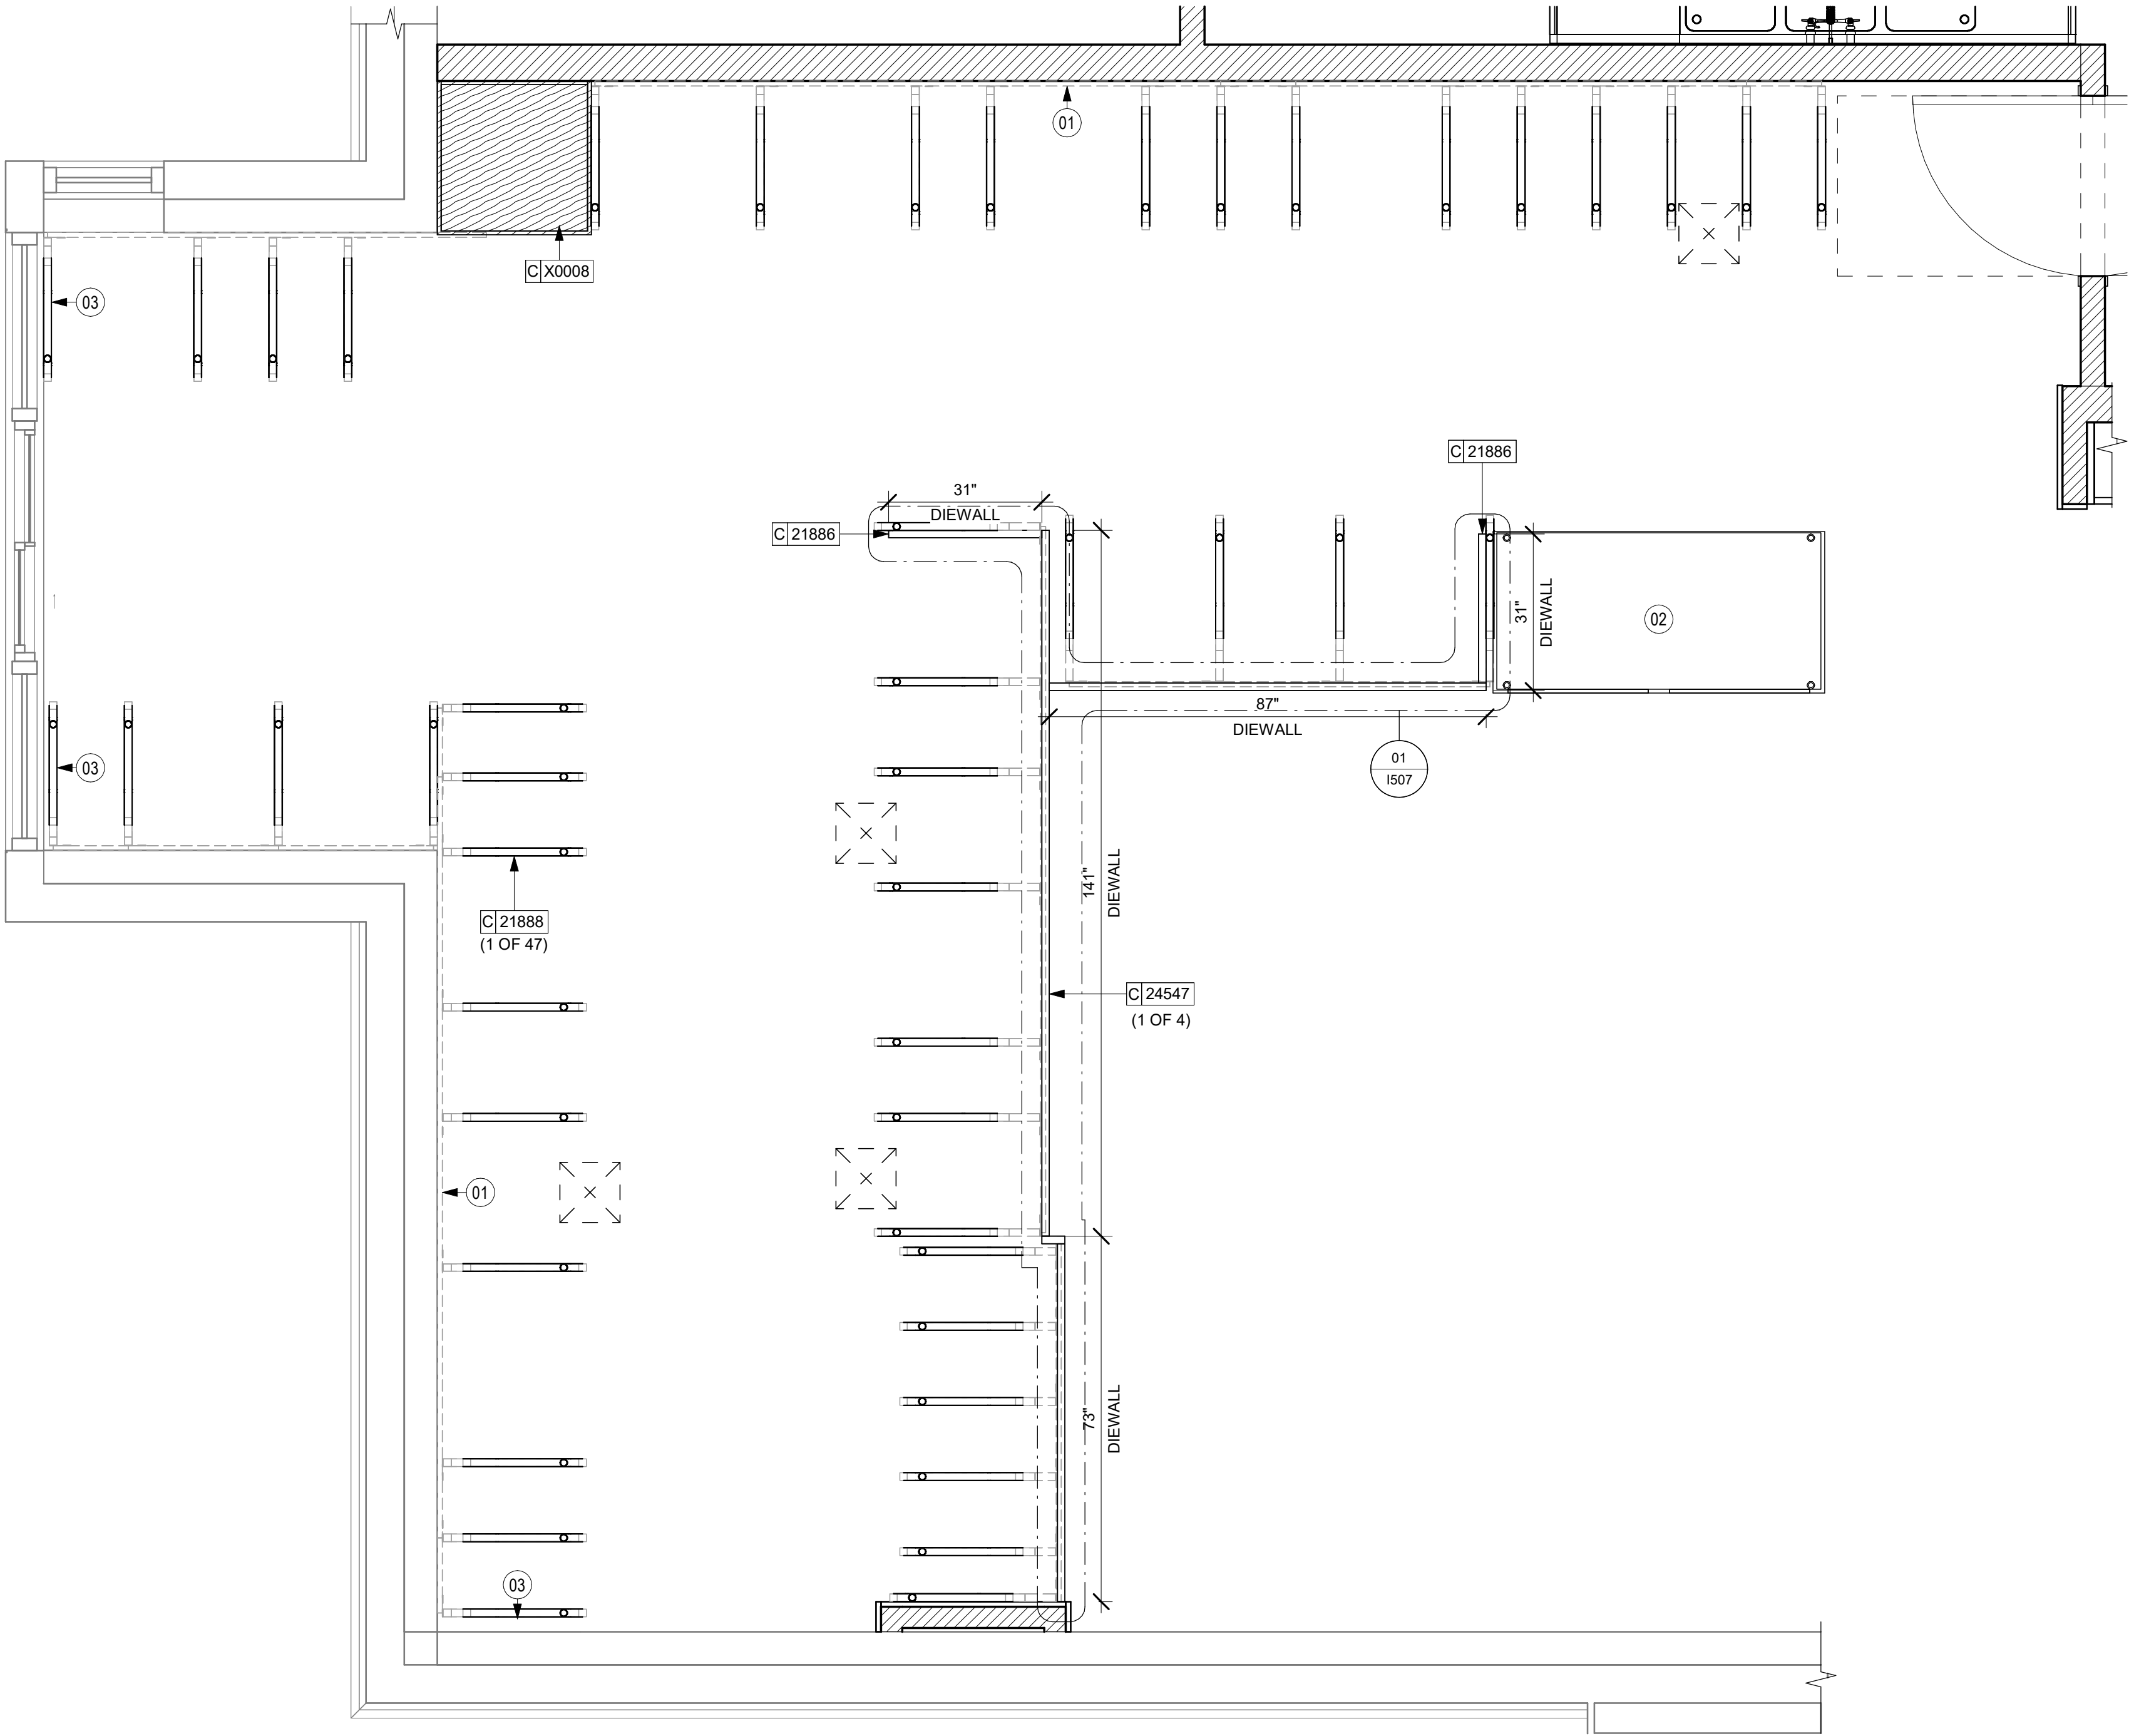 01
C X0008
03
C 21886
31"
DIEWALL
C 21886
31"
DIEWALL
02
87"
DIEWALL
01
I507
03
141"
DIEWALL
C 21888
(1 OF 47)
C 24547
(1 OF 4)
01
73"
DIEWALL
03